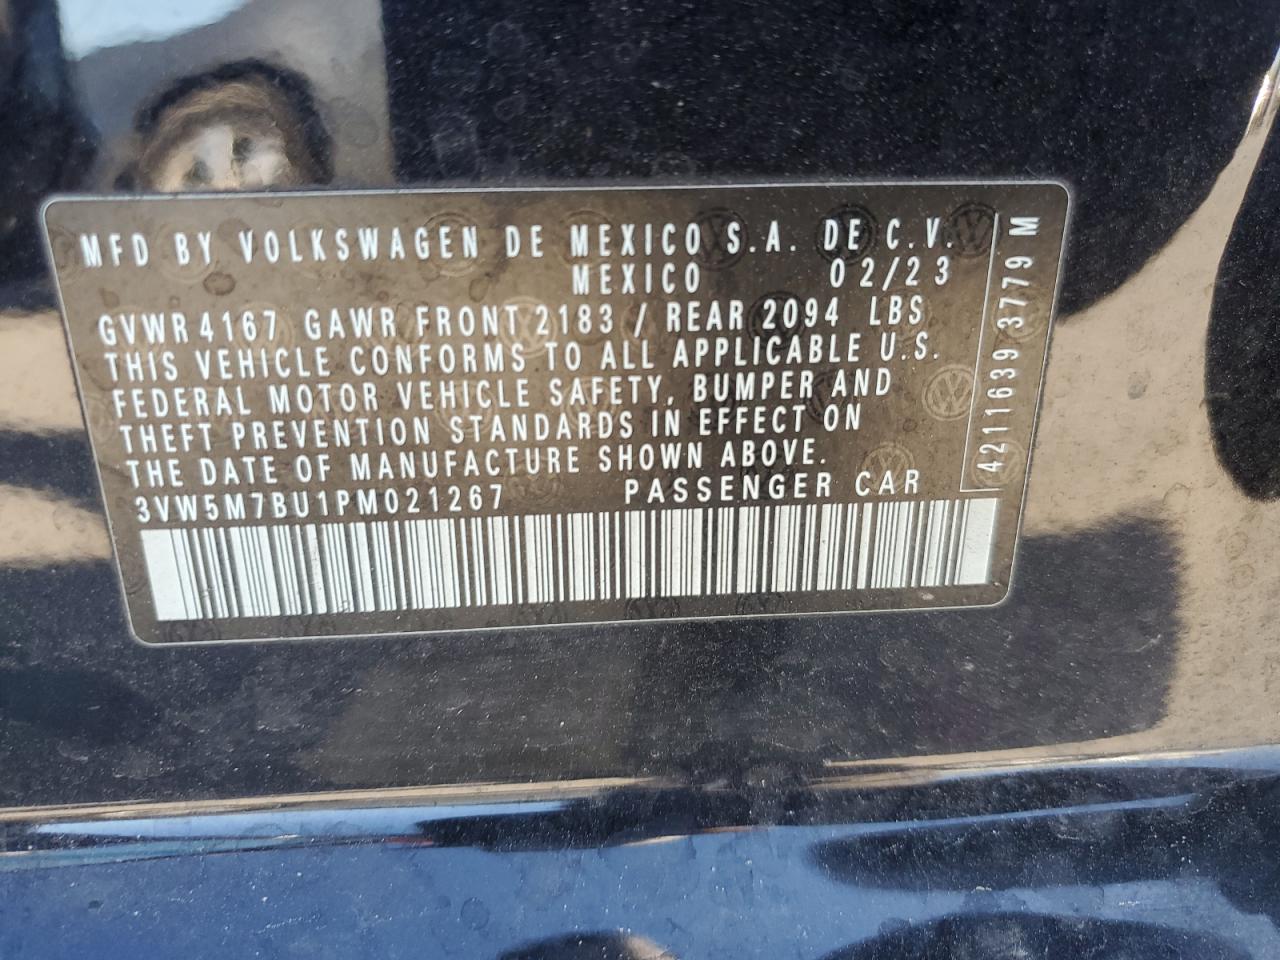 MFD BY VOLKSWAGEN DE MEXICO S.A. DE C.V.
MEXICO 02/23
GVWR 4167 GAWR FRONT 2183 / REAR 2094 LBS
THIS VEHICLE CONFORMS TO ALL APPLICABLE U.S.
FEDERAL MOTOR VEHICLE SAFETY, BUMPER AND
THEFT PREVENTION STANDARDS IN EFFECT ON
THE DATE OF MANUFACTURE SHOWN ABOVE.
3VW5M7BU1PM021267 PASSENGER CAR
4211639 3779 M